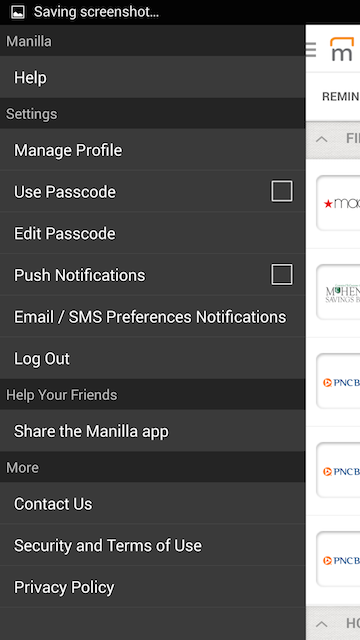 Saving screenshot...
Manilla
Help
Settings
Manage Profile
Use Passcode
Edit Passcode
Push Notifications
Email / SMS Preferences Notifications
Log Out
Help Your Friends
Share the Manilla app
More
Contact Us
Security and Terms of Use
Privacy Policy
m
REMIN
FI
mac
SAVINGS B
PNCB
PNCB
PNCB
HO